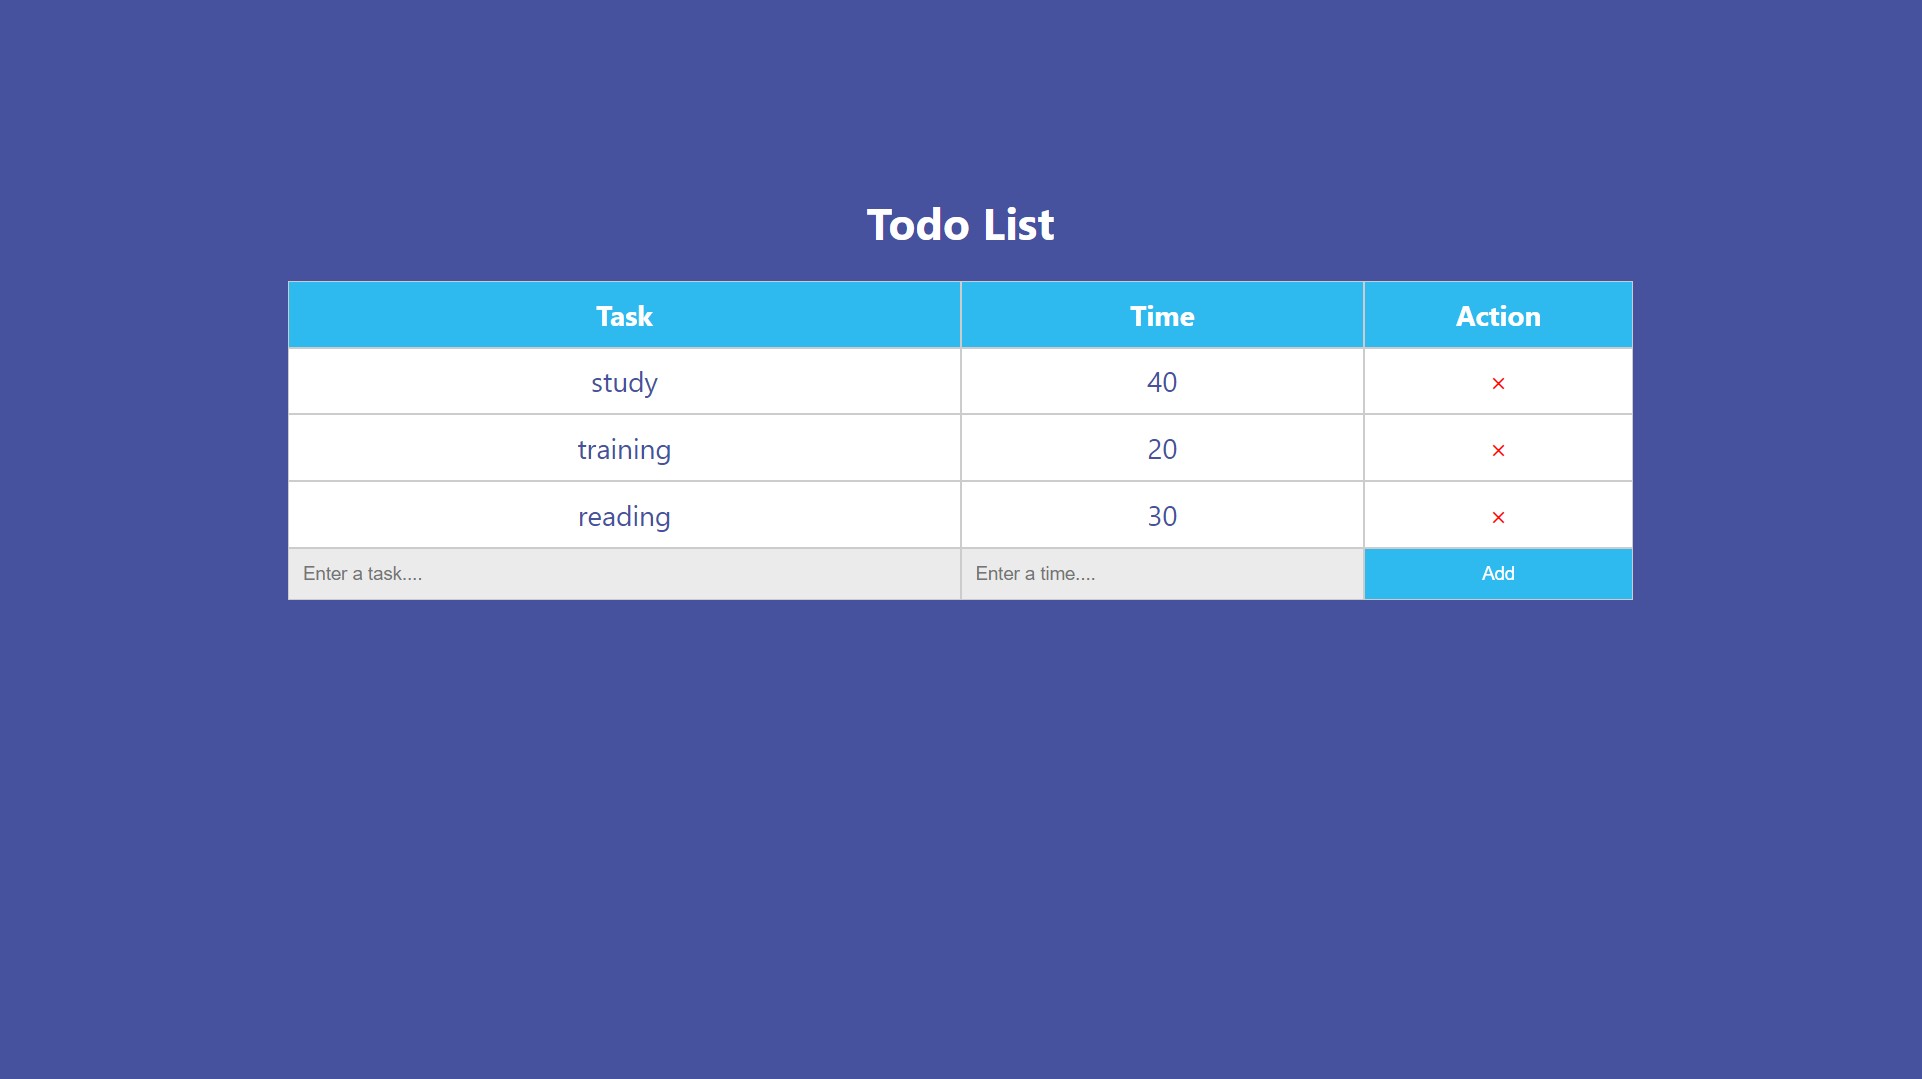 Todo List
Task Time Action
study 40 ×
training 20 ×
reading 30 ×
Enter a task.... Enter a time.... Add